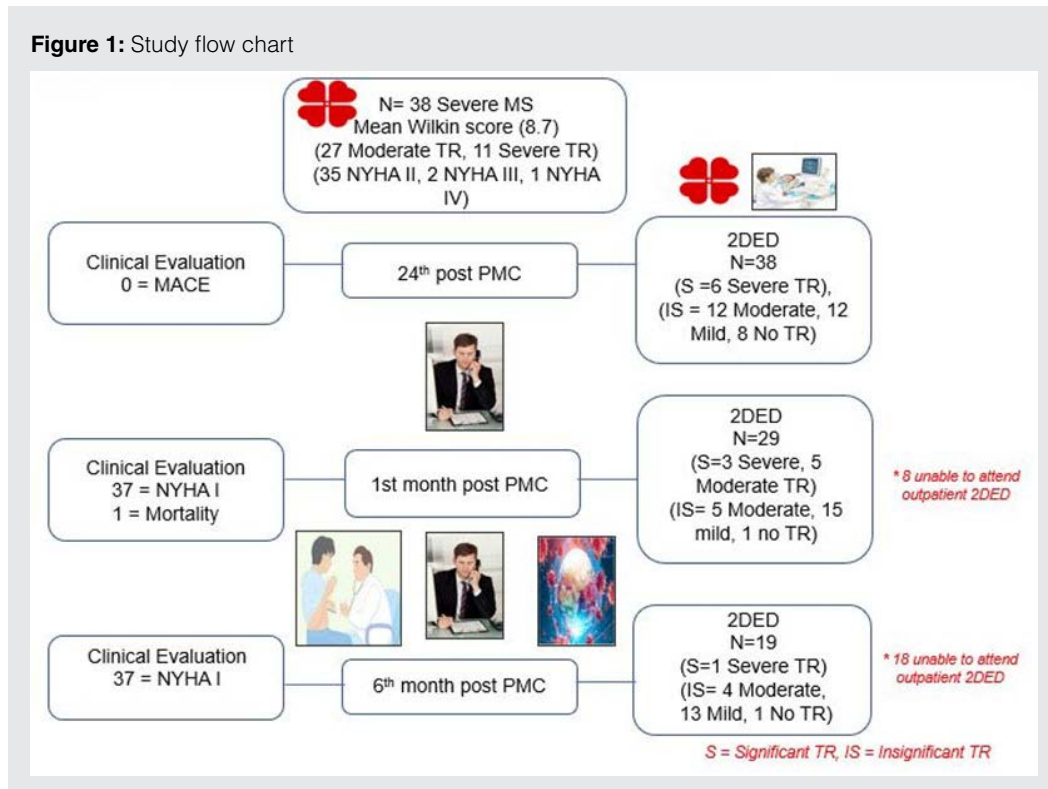 Figure 1: Study flow chart
N= 38 Severe MS
Mean Wilkin score (8.7)
(27 Moderate TR, 11 Severe TR)
(35 NYHA II, 2 NYHA III, 1 NYHA
IV)
Clinical Evaluation
0 = MACE
24th post PMC
2DED
N=38
(S =6 Severe TR),
(IS = 12 Moderate, 12
Mild, 8 No TR)
Clinical Evaluation
37 = NYHA I
1 = Mortality
1st month post PMC
2DED
N=29
(S=3 Severe, 5
Moderate TR)
(IS= 5 Moderate, 15
mild, 1 no TR)
* 8 unable to attend
outpatient 2DED
Clinical Evaluation
37 = NYHA I
6th month post PMC
2DED
N=19
(S=1 Severe TR)
(IS= 4 Moderate,
13 Mild, 1 No TR)
* 18 unable to attend
outpatient 2DED
S = Significant TR, IS = Insignificant TR